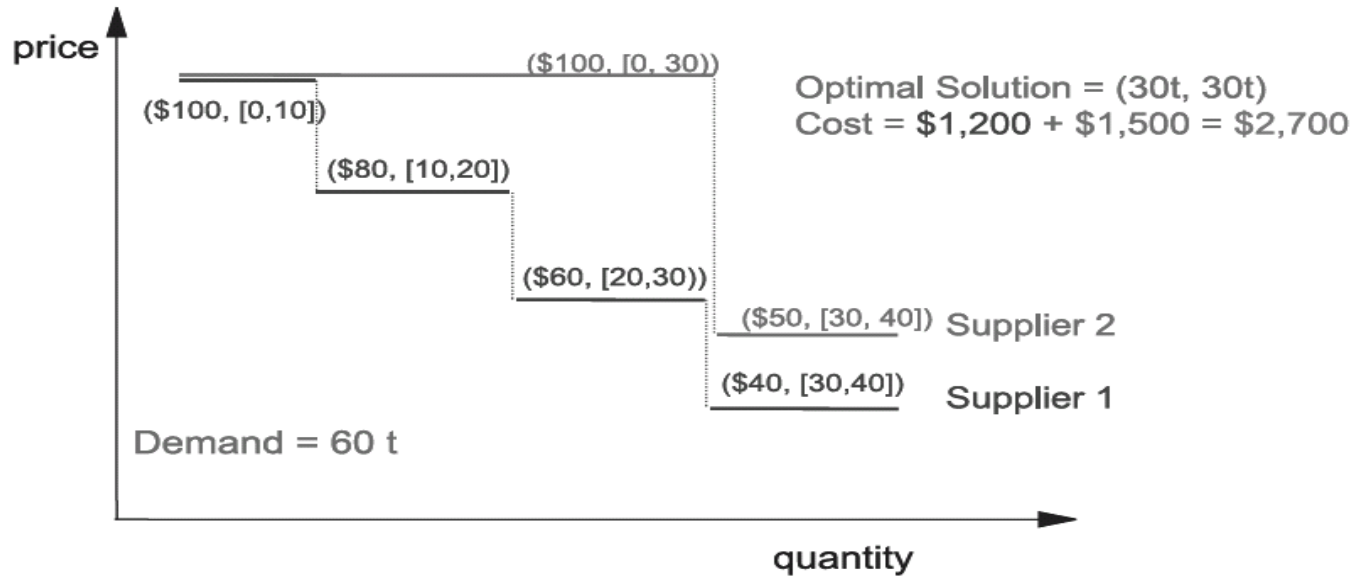 price
($100, [0, 30))
($100, [0,10])
Optimal Solution = (30t, 30t)
Cost = $1,200 + $1,500 = $2,700
($80, [10,20])
($60, [20,30))
($50, [30, 40]) Supplier 2
($40, [30,40]) Supplier 1
Demand = 60 t
quantity